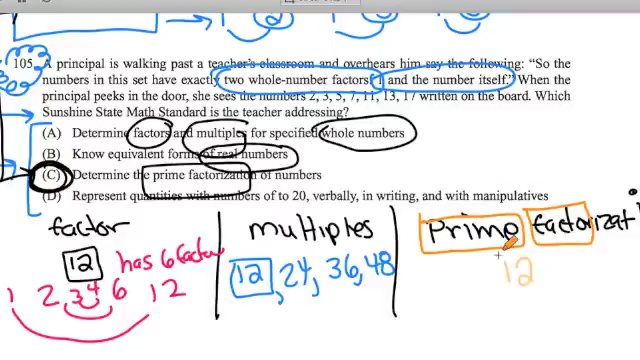 105. A principal is walking past a teacher's classroom and overhears him say the following: "So the
numbers in this set have exactly two whole-number factors: 1 and the number itself." When the
principal peeks in the door, she sees the numbers 2, 3, 5, 7, 11, 13, 17 written on the board. Which
Sunshine State Math Standard is the teacher addressing?
(A) Determine factors and multiples for specified whole numbers
(B) Know equivalent forms of real numbers
(C) Determine the prime factorization of numbers
(D) Represent quantities with numbers of to 20, verbally, in writing, and with manipulatives
factor multiples Prime factorizati
12 has 6 factor 12, 24, 36, 48 12
1 2, 3 4 6 12